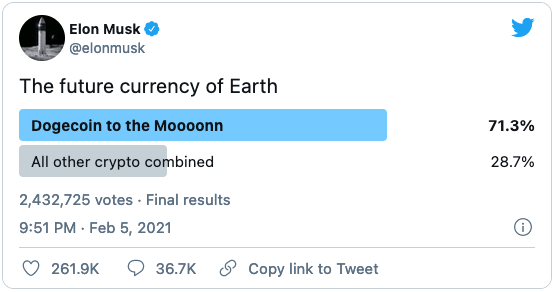 Elon Musk
@elonmusk
The future currency of Earth
Dogecoin to the Moooonn 71.3%
All other crypto combined 28.7%
2,432,725 votes · Final results
9:51 PM · Feb 5, 2021
261.9K 36.7K Copy link to Tweet